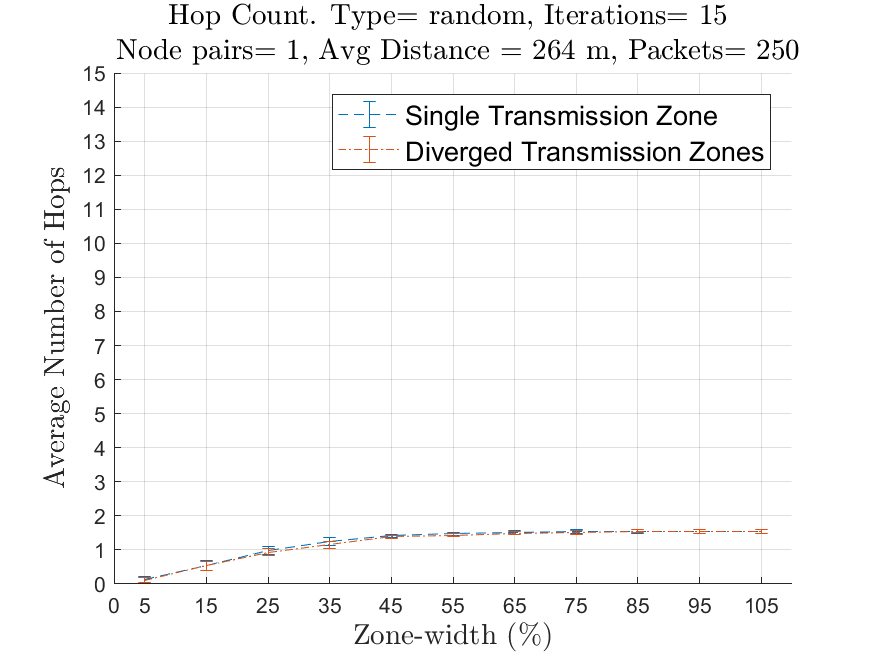 Hop Count. Type= random, Iterations= 15
Node pairs= 1, Avg Distance = 264 m, Packets= 250
15
14
13
12
11
10
9
8
7
6
5
4
3
2
1
0
Average Number of Hops
Single Transmission Zone
Diverged Transmission Zones
0 5 15 25 35 45 55 65 75 85 95 105
Zone-width (%)